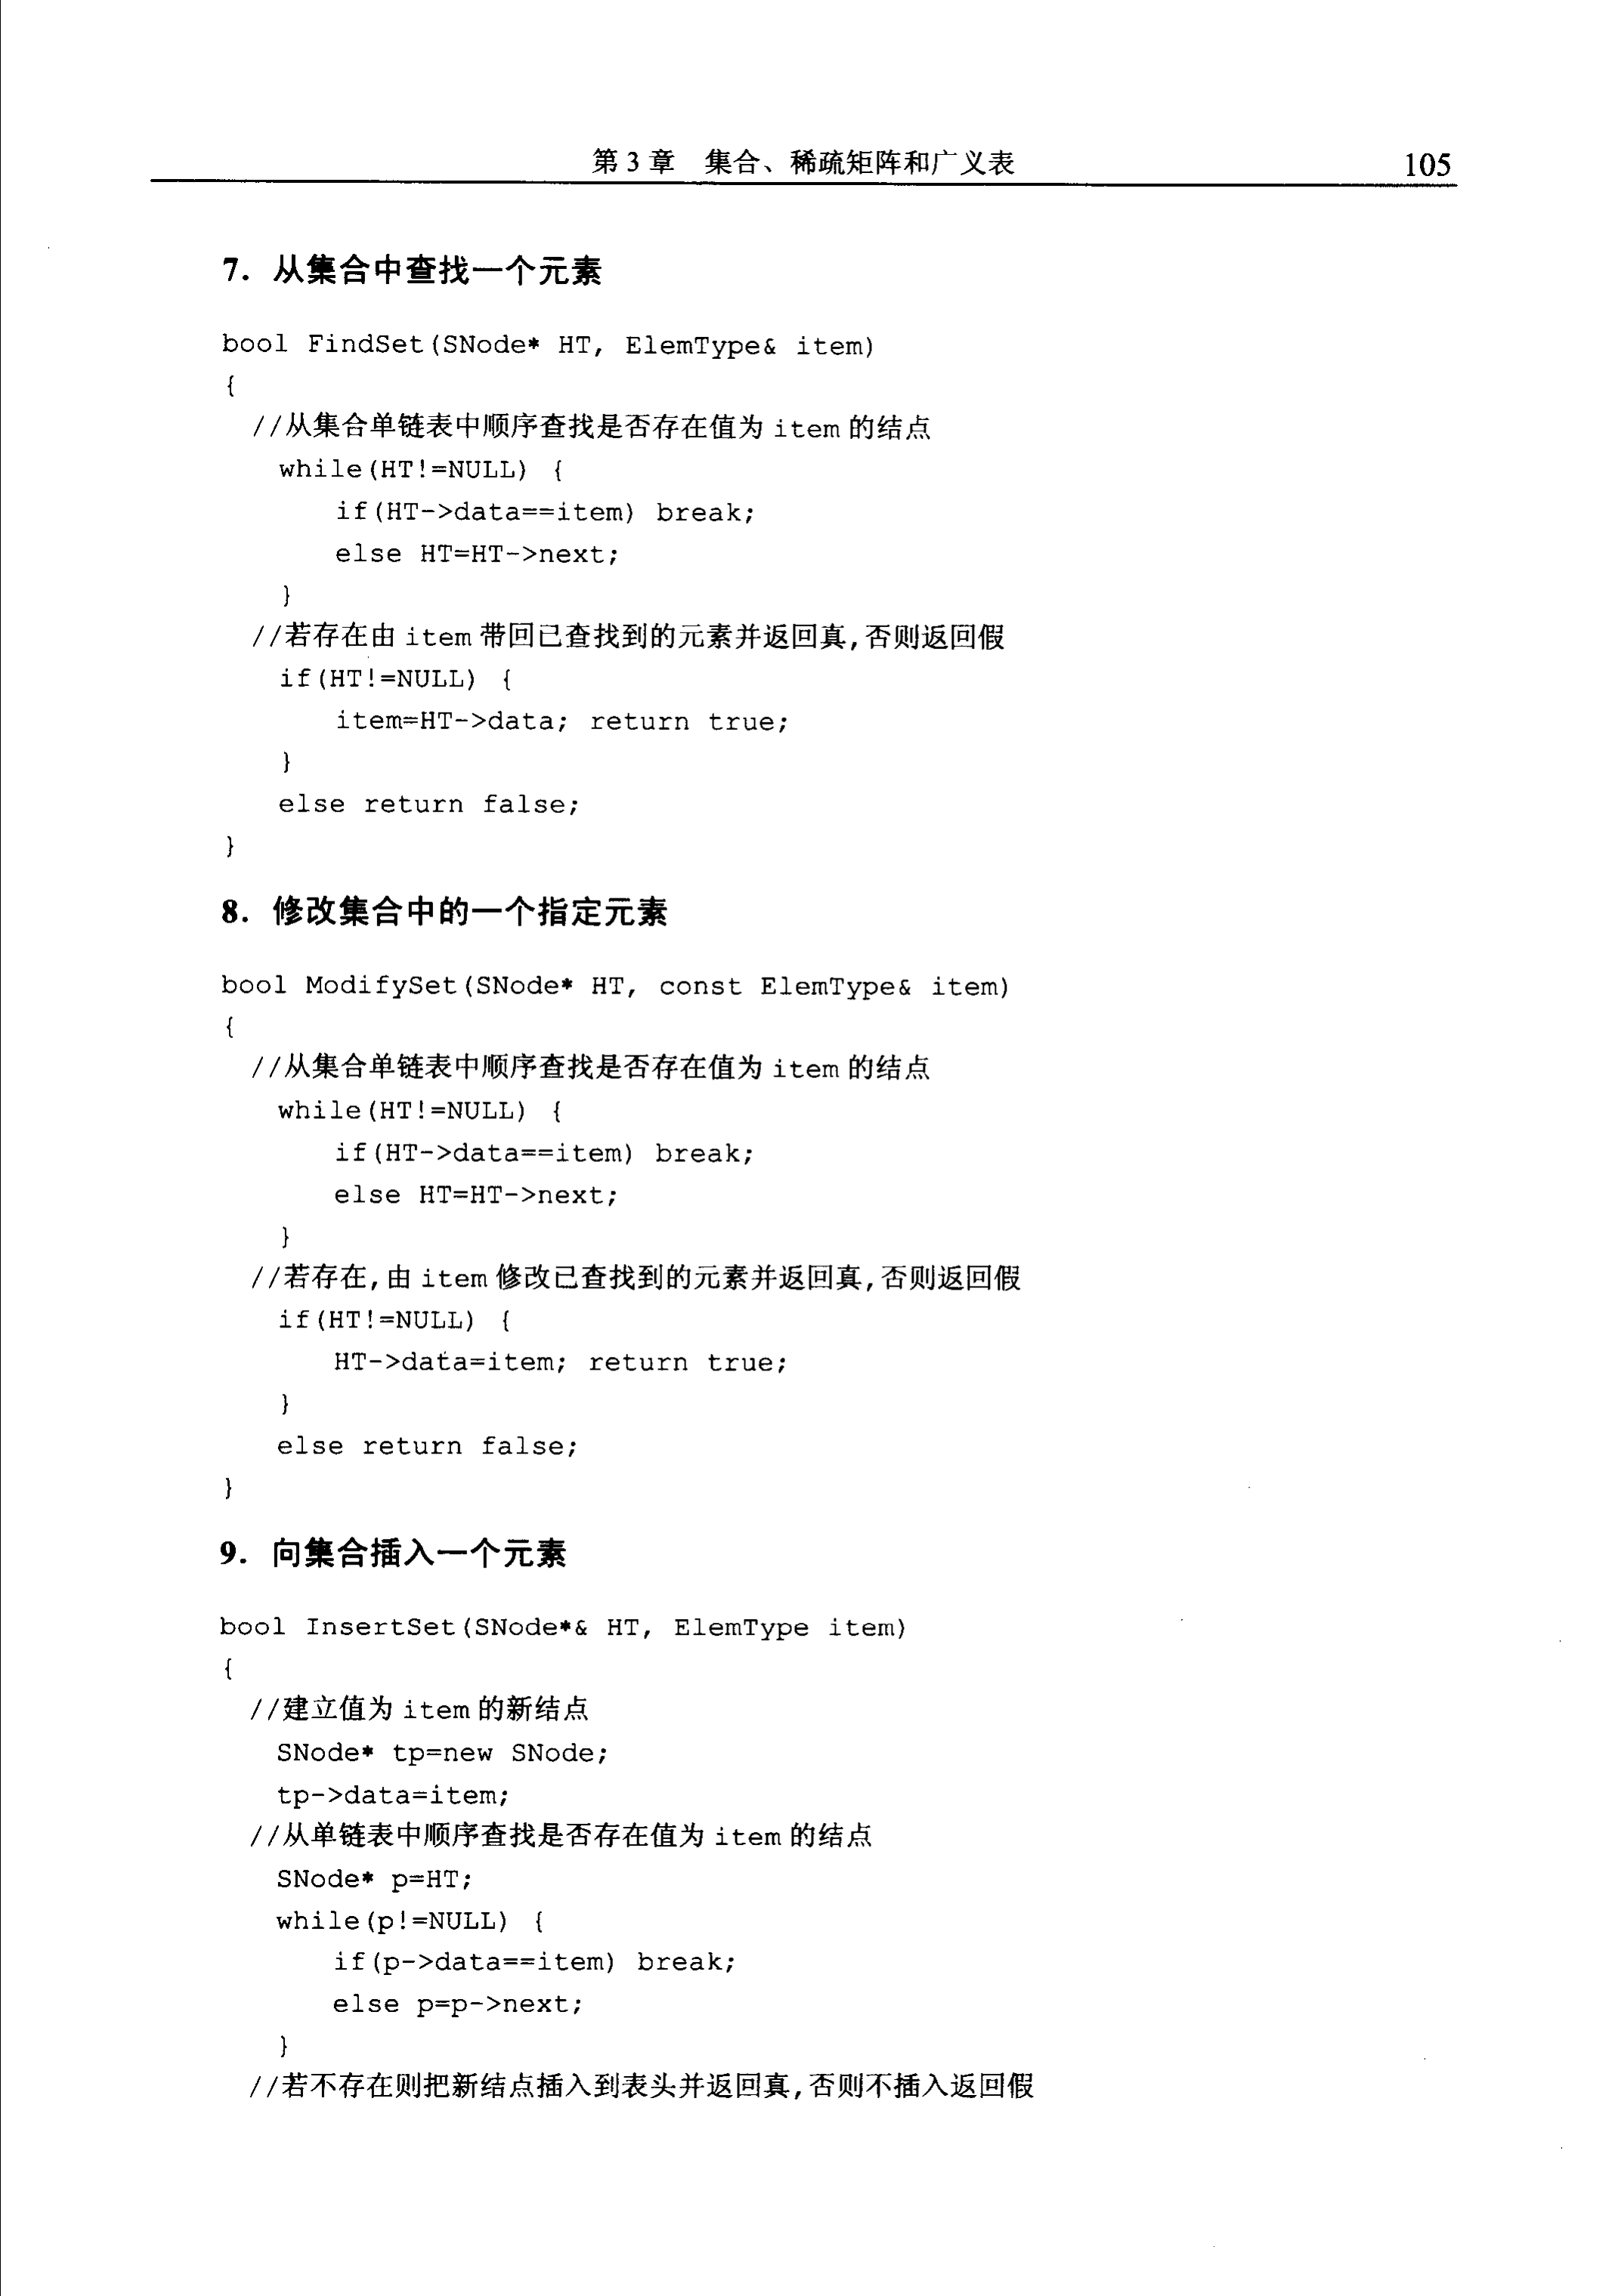 第 3 章　集合、稀疏矩阵和广义表　105
7. 从集合中查找一个元素
bool FindSet(SNode* HT, ElemType& item)
{
//从集合单链表中顺序查找是否存在值为 item 的结点
while(HT!=NULL) {
if(HT->data==item) break;
else HT=HT->next;
}
//若存在由 item 带回已查找到的元素并返回真,否则返回假
if(HT!=NULL) {
item=HT->data; return true;
}
else return false;
}
8. 修改集合中的一个指定元素
bool ModifySet(SNode* HT, const ElemType& item)
{
//从集合单链表中顺序查找是否存在值为 item 的结点
while(HT!=NULL) {
if(HT->data==item) break;
else HT=HT->next;
}
//若存在,由 item 修改已查找到的元素并返回真,否则返回假
if(HT!=NULL) {
HT->data=item; return true;
}
else return false;
}
9. 向集合插入一个元素
bool InsertSet(SNode*& HT, ElemType item)
{
//建立值为 item 的新结点
SNode* tp=new SNode;
tp->data=item;
//从单链表中顺序查找是否存在值为 item 的结点
SNode* p=HT;
while(p!=NULL) {
if(p->data==item) break;
else p=p->next;
}
//若不存在则把新结点插入到表头并返回真,否则不插入返回假